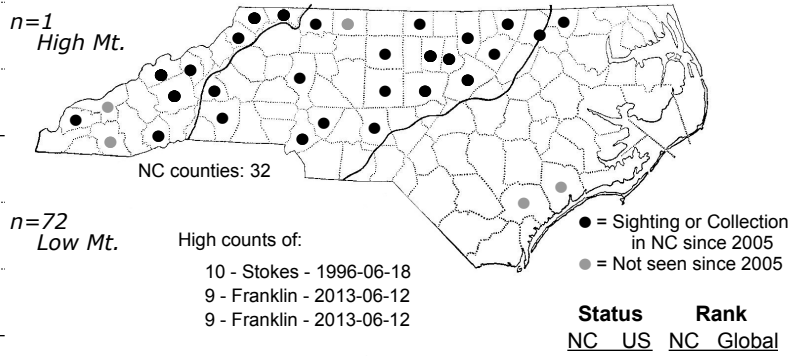 n=1
High Mt.
NC counties: 32
n=72
Low Mt.
High counts of:
10 - Stokes - 1996-06-18
9 - Franklin - 2013-06-12
9 - Franklin - 2013-06-12
= Sighting or Collection
in NC since 2005
= Not seen since 2005
Status Rank
NC US NC Global